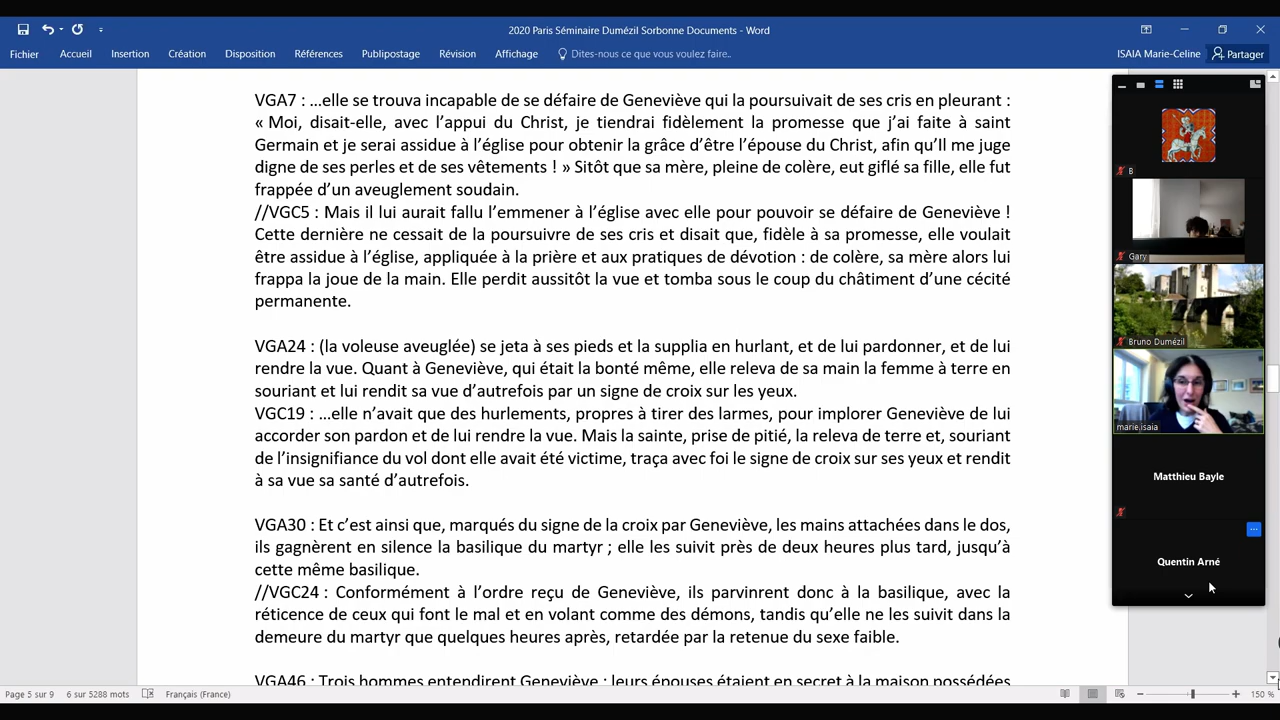 2020 Paris Séminaire Dumézil Sorbonne Documents - Word
Fichier Accueil Insertion Création Disposition Références Publipostage Révision Affichage Dites-nous ce que vous voulez faire.. ISAIA Marie-Celine Partager
VGA7 : …elle se trouva incapable de se défaire de Geneviève qui la poursuivait de ses cris en pleurant :
« Moi, disait-elle, avec l’appui du Christ, je tiendrai fidèlement la promesse que j’ai faite à saint
Germain et je serai assidue à l’église pour obtenir la grâce d’être l’épouse du Christ, afin qu’Il me juge
digne de ses perles et de ses vêtements ! » Sitôt que sa mère, pleine de colère, eut giflé sa fille, elle fut
frappée d’un aveuglement soudain.
//VGC5 : Mais il lui aurait fallu l’emmener à l’église avec elle pour pouvoir se défaire de Geneviève !
Cette dernière ne cessait de la poursuivre de ses cris et disait que, fidèle à sa promesse, elle voulait
être assidue à l’église, appliquée à la prière et aux pratiques de dévotion : de colère, sa mère alors lui
frappa la joue de la main. Elle perdit aussitôt la vue et tomba sous le coup du châtiment d’une cécité
permanente.
VGA24 : (la voleuse aveuglée) se jeta à ses pieds et la supplia en hurlant, et de lui pardonner, et de lui
rendre la vue. Quant à Geneviève, qui était la bonté même, elle releva de sa main la femme à terre en
souriant et lui rendit sa vue d’autrefois par un signe de croix sur les yeux.
VGC19 : …elle n’avait que des hurlements, propres à tirer des larmes, pour implorer Geneviève de lui
accorder son pardon et de lui rendre la vue. Mais la sainte, prise de pitié, la releva de terre et, souriant
de l’insignifiance du vol dont elle avait été victime, traça avec foi le signe de croix sur ses yeux et rendit
à sa vue sa santé d’autrefois.
VGA30 : Et c’est ainsi que, marqués du signe de la croix par Geneviève, les mains attachées dans le dos,
ils gagnèrent en silence la basilique du martyr ; elle les suivit près de deux heures plus tard, jusqu’à
cette même basilique.
//VGC24 : Conformément à l’ordre reçu de Geneviève, ils parvinrent donc à la basilique, avec la
réticence de ceux qui font le mal et en volant comme des démons, tandis qu’elle ne les suivit dans la
demeure du martyr que quelques heures après, retardée par la retenue du sexe faible.
VGA46 : Trois hommes entendirent Geneviève : leurs épouses étaient en secret à la maison possédées
B
Gary
Bruno Dumézil
marie isaia
Matthieu Bayle
Quentin Arné
Page 5 sur 9 6 sur 5288 mots Français (France) 150 %